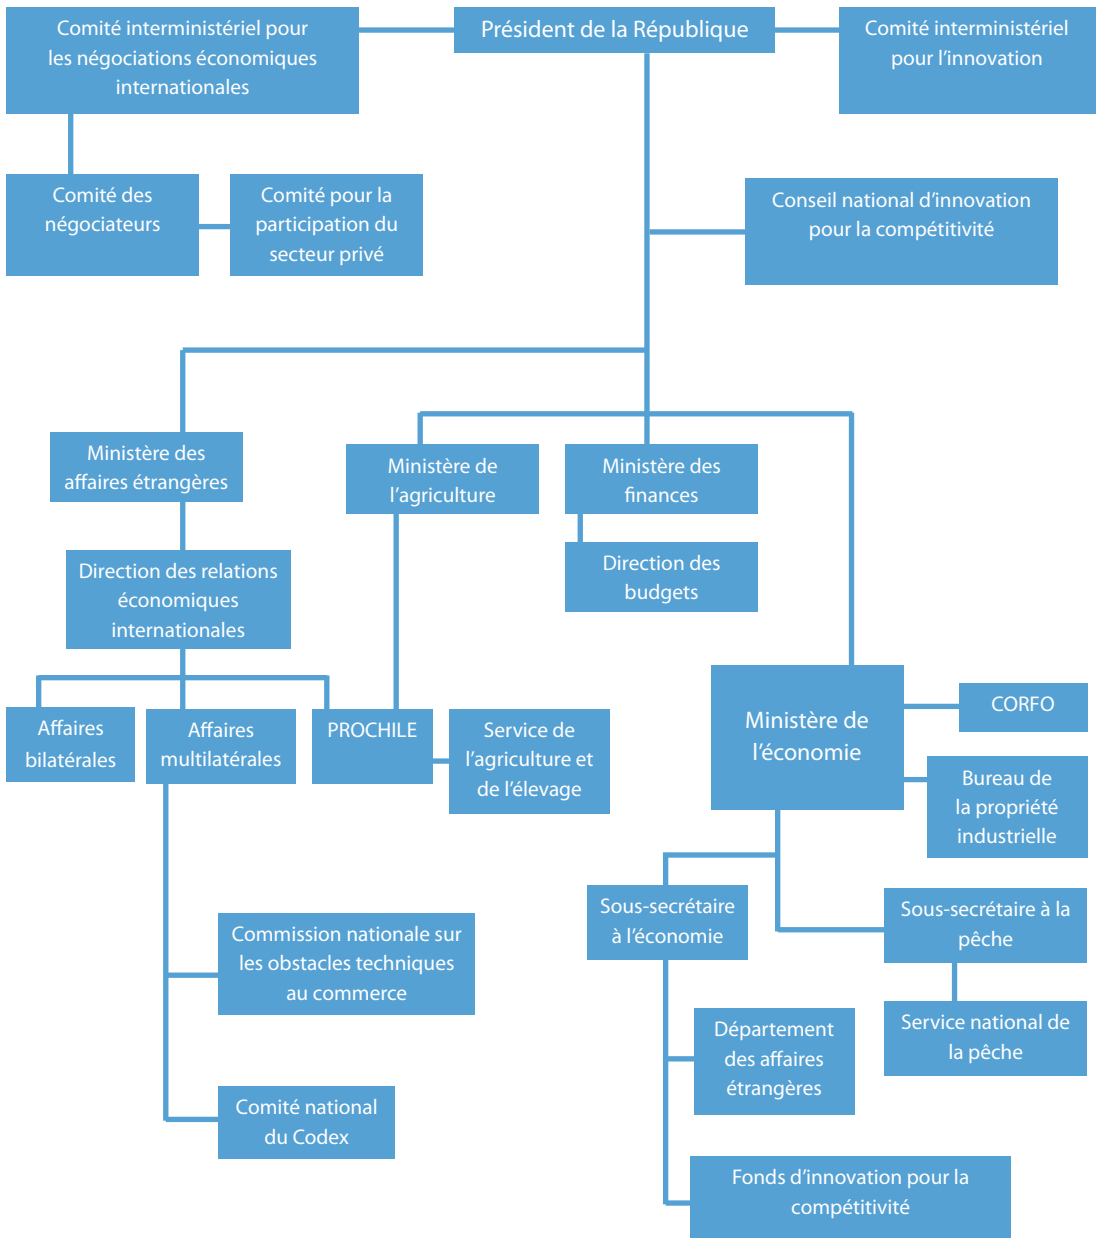 Comité interministériel pour
les négociations économiques
internationales
Président de la République
Comité interministériel
pour l'innovation
Comité des
négociateurs
Comité pour la
participation du
secteur privé
Conseil national d'innovation
pour la compétitivité
Ministère des
affaires étrangères
Ministère de
l'agriculture
Ministère des
finances
Direction des
budgets
Direction des relations
économiques
internationales
Affaires
bilatérales
Affaires
multilatérales
PROCHILE
Service de
l'agriculture et
de l'élevage
Ministère de
l'économie
CORFO
Bureau de
la propriété
industrielle
Sous-secrétaire
à l'économie
Sous-secrétaire à la
pêche
Commission nationale sur
les obstacles techniques
au commerce
Département
des affaires
étrangères
Service national de
la pêche
Comité national
du Codex
Fonds d'innovation pour la
compétitivité